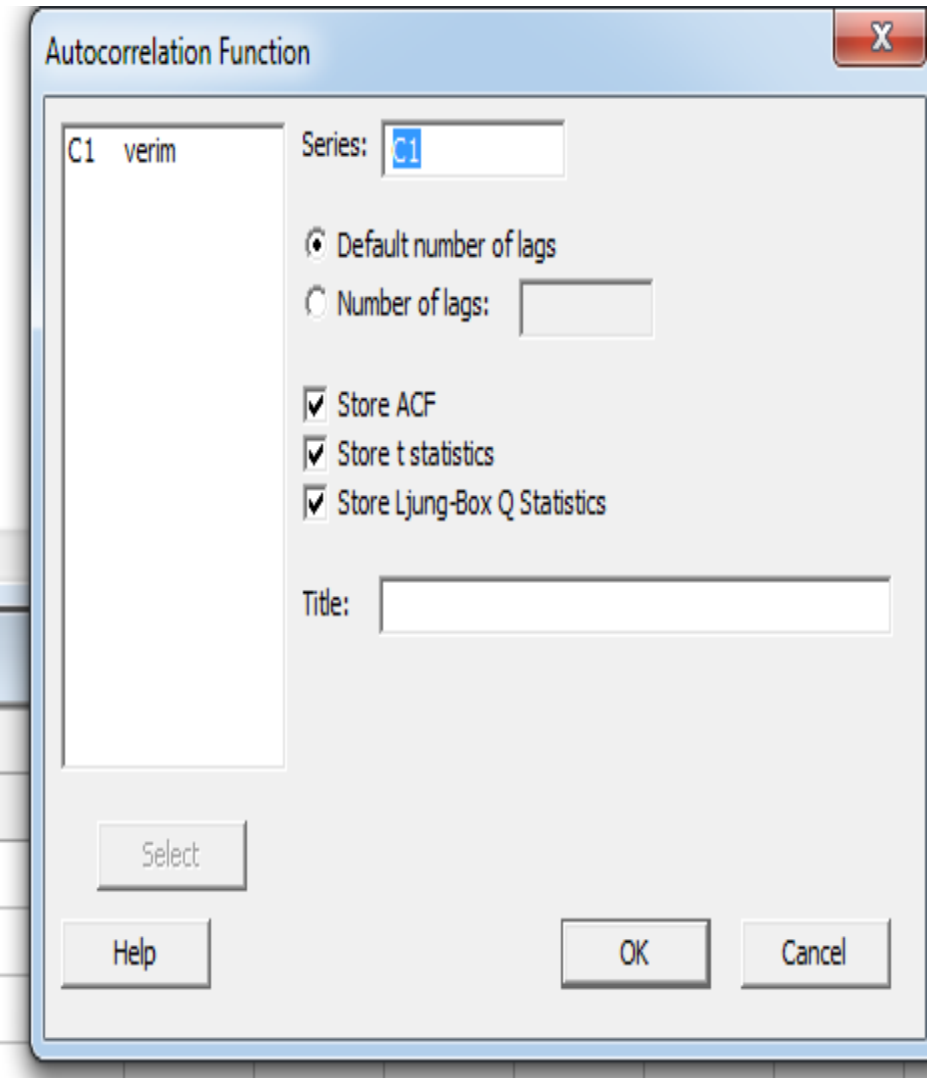 Autocorrelation Function
X
C1 verim
Series: C1
Default number of lags
Number of lags:
Store ACF
Store t statistics
Store Ljung-Box Q Statistics
Title:
Select
Help
OK
Cancel